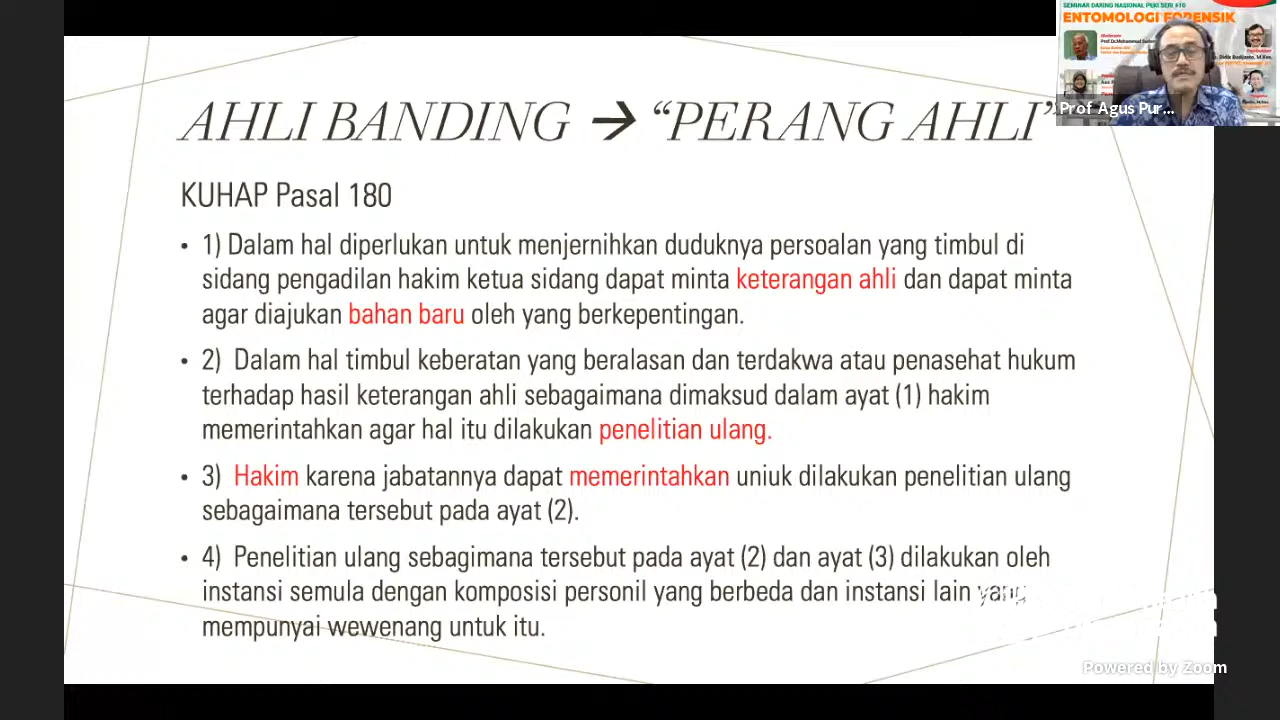 SEMINAR DARING NASIONAL PEKI SERI #10
ENTOMOLOGI FORENSIK
Prof Agus Pur...
AHLI BANDING → “PERANG AHLI”
KUHAP Pasal 180
• 1) Dalam hal diperlukan untuk menjernihkan duduknya persoalan yang timbul di
sidang pengadilan hakim ketua sidang dapat minta keterangan ahli dan dapat minta
agar diajukan bahan baru oleh yang berkepentingan.
• 2) Dalam hal timbul keberatan yang beralasan dan terdakwa atau penasehat hukum
terhadap hasil keterangan ahli sebagaimana dimaksud dalam ayat (1) hakim
memerintahkan agar hal itu dilakukan penelitian ulang.
• 3) Hakim karena jabatannya dapat memerintahkan uniuk dilakukan penelitian ulang
sebagaimana tersebut pada ayat (2).
• 4) Penelitian ulang sebagimana tersebut pada ayat (2) dan ayat (3) dilakukan oleh
instansi semula dengan komposisi personil yang berbeda dan instansi lain yang
mempunyai wewenang untuk itu.
Powered by Zoom